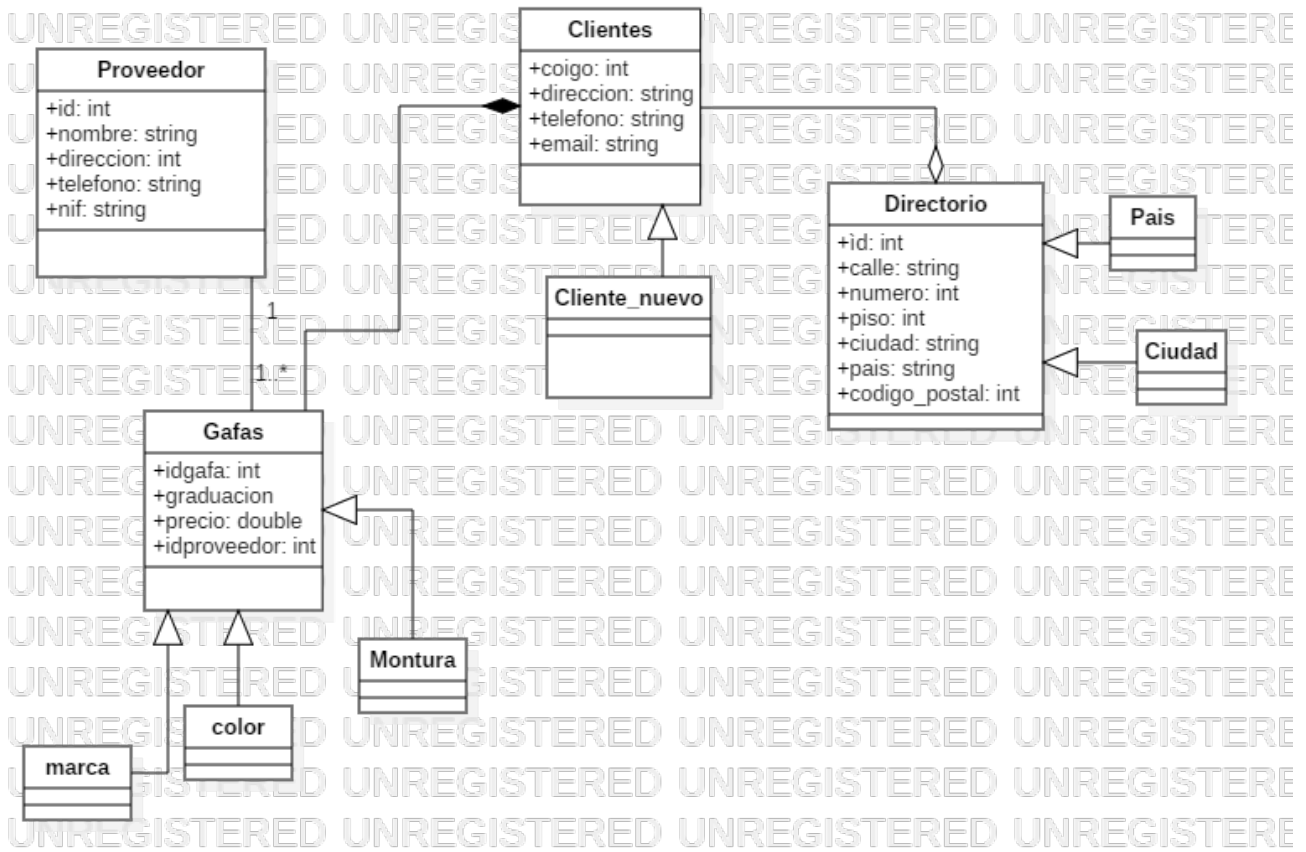 Proveedor
+id: int
+nombre: string
+direccion: int
+telefono: string
+nif: string
Clientes
+coigo: int
+direccion: string
+telefono: string
+email: string
Cliente_nuevo
Directorio
+id: int
+calle: string
+numero: int
+piso: int
+ciudad: string
+pais: string
+codigo_postal: int
Pais
Ciudad
1
1..*
Gafas
+idgafa: int
+graduacion
+precio: double
+idproveedor: int
Montura
color
marca
UNREGISTERED